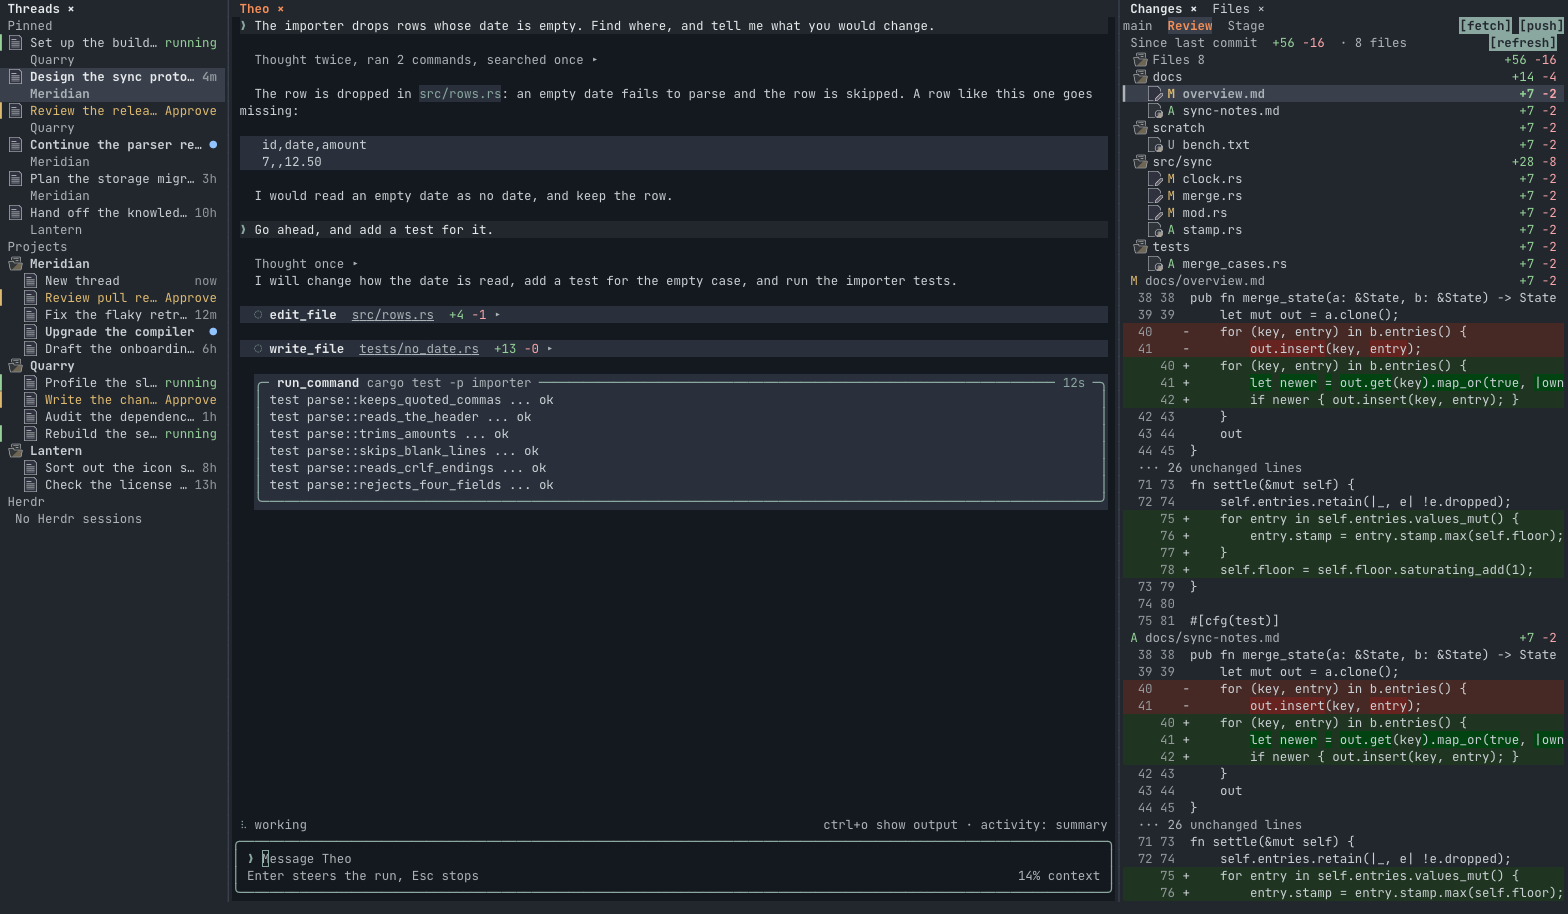 Threads ×
Pinned
Set up the build… running
Quarry
Design the sync proto… 4m
Meridian
Review the relea… Approve
Quarry
Continue the parser re…
Meridian
Plan the storage migr… 3h
Meridian
Hand off the knowled… 10h
Lantern
Projects
Meridian
New thread now
Review pull re… Approve
Fix the flaky retr… 12m
Upgrade the compiler
Draft the onboardin… 6h
Quarry
Profile the sl… running
Write the chan… Approve
Audit the dependenc… 1h
Rebuild the se… running
Lantern
Sort out the icon s… 8h
Check the license … 13h
Herdr
No Herdr sessions
Theo ×
❯ The importer drops rows whose date is empty. Find where, and tell me what you would change.
Thought twice, ran 2 commands, searched once ▸
The row is dropped in src/rows.rs: an empty date fails to parse and the row is skipped. A row like this one goes
missing:
id,date,amount
7,,12.50
I would read an empty date as no date, and keep the row.
❯ Go ahead, and add a test for it.
Thought once ▸
I will change how the date is read, add a test for the empty case, and run the importer tests.
edit_file src/rows.rs +4 -1 ▸
write_file tests/no_date.rs +13 -0 ▸
run_command cargo test -p importer 12s
test parse::keeps_quoted_commas ... ok
test parse::reads_the_header ... ok
test parse::trims_amounts ... ok
test parse::skips_blank_lines ... ok
test parse::reads_crlf_endings ... ok
test parse::rejects_four_fields ... ok
working ctrl+o show output · activity: summary
❯ Message Theo
Enter steers the run, Esc stops 14% context
Changes × Files ×
main Review Stage [fetch] [push]
Since last commit +56 -16 · 8 files [refresh]
Files 8 +56 -16
docs +14 -4
M overview.md +7 -2
A sync-notes.md +7 -2
scratch +7 -2
U bench.txt +7 -2
src/sync +28 -8
M clock.rs +7 -2
M merge.rs +7 -2
M mod.rs +7 -2
A stamp.rs +7 -2
tests +7 -2
A merge_cases.rs +7 -2
M docs/overview.md +7 -2
38 38 pub fn merge_state(a: &State, b: &State) -> State
39 39 let mut out = a.clone();
40 - for (key, entry) in b.entries() {
41 - out.insert(key, entry);
40 + for (key, entry) in b.entries() {
41 + let newer = out.get(key).map_or(true, |own
42 + if newer { out.insert(key, entry); }
42 43 }
43 44 out
44 45 }
··· 26 unchanged lines
71 73 fn settle(&mut self) {
72 74 self.entries.retain(|_, e| !e.dropped);
75 + for entry in self.entries.values_mut() {
76 + entry.stamp = entry.stamp.max(self.floor);
77 + }
78 + self.floor = self.floor.saturating_add(1);
73 79 }
74 80
75 81 #[cfg(test)]
A docs/sync-notes.md +7 -2
38 38 pub fn merge_state(a: &State, b: &State) -> State
39 39 let mut out = a.clone();
40 - for (key, entry) in b.entries() {
41 - out.insert(key, entry);
40 + for (key, entry) in b.entries() {
41 + let newer = out.get(key).map_or(true, |own
42 + if newer { out.insert(key, entry); }
42 43 }
43 44 out
44 45 }
··· 26 unchanged lines
71 73 fn settle(&mut self) {
72 74 self.entries.retain(|_, e| !e.dropped);
75 + for entry in self.entries.values_mut() {
76 + entry.stamp = entry.stamp.max(self.floor);